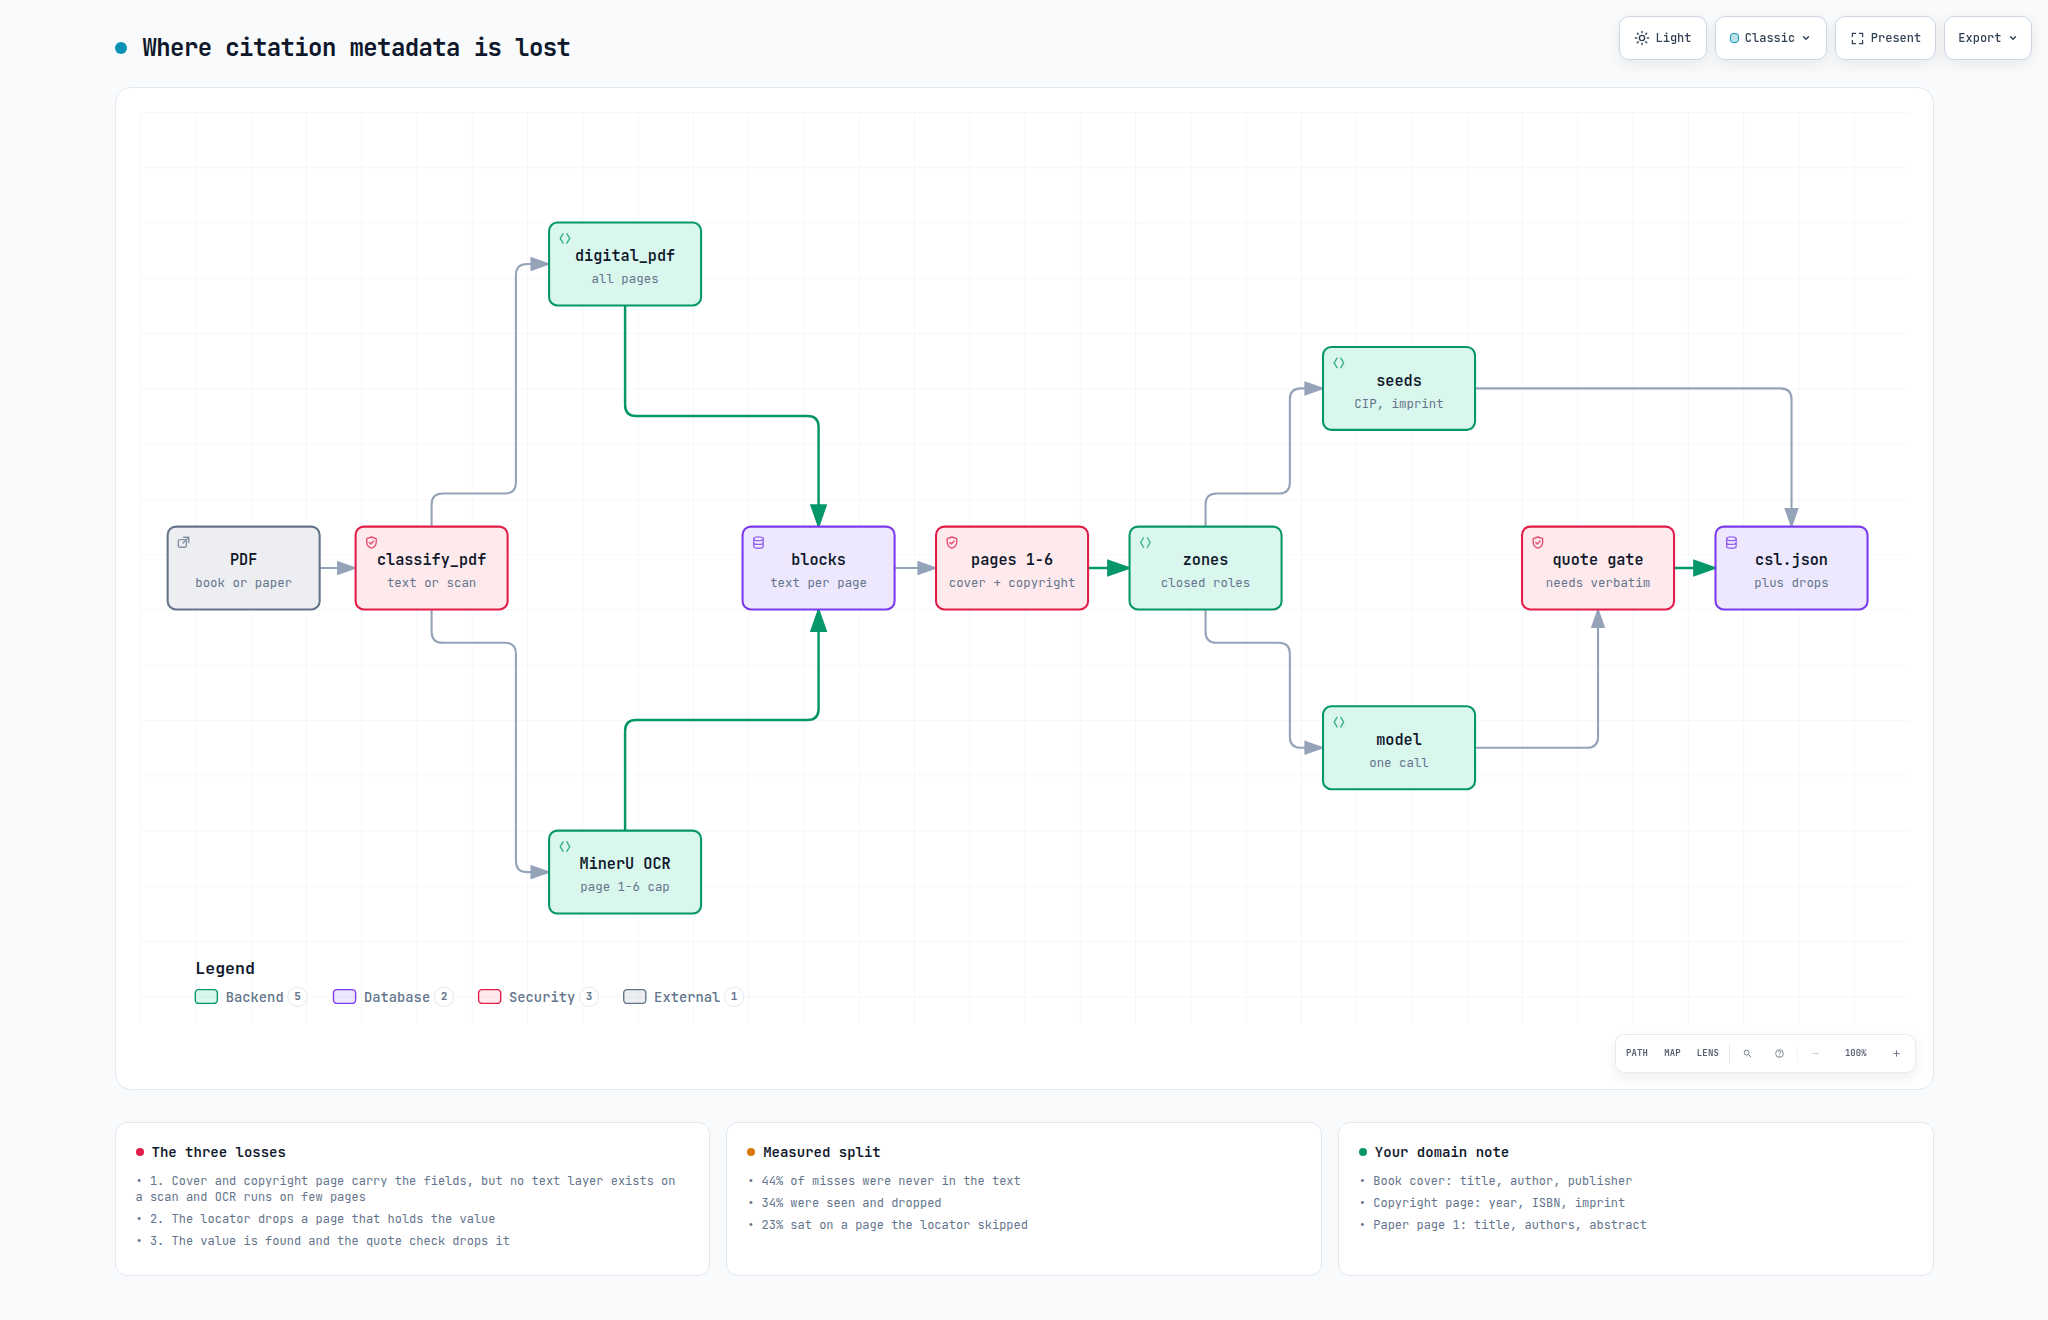 Where citation metadata is lost
Light
Classic
Present
Export
digital_pdf
all pages
seeds
CIP, imprint
PDF
book or paper
classify_pdf
text or scan
blocks
text per page
pages 1-6
cover + copyright
zones
closed roles
quote gate
needs verbatim
csl.json
plus drops
model
one call
MinerU OCR
page 1-6 cap
Legend
Backend 5
Database 2
Security 3
External 1
PATH
MAP
LENS
100%
The three losses
• 1. Cover and copyright page carry the fields, but no text layer exists on
a scan and OCR runs on few pages
• 2. The locator drops a page that holds the value
• 3. The value is found and the quote check drops it
Measured split
• 44% of misses were never in the text
• 34% were seen and dropped
• 23% sat on a page the locator skipped
Your domain note
• Book cover: title, author, publisher
• Copyright page: year, ISBN, imprint
• Paper page 1: title, authors, abstract